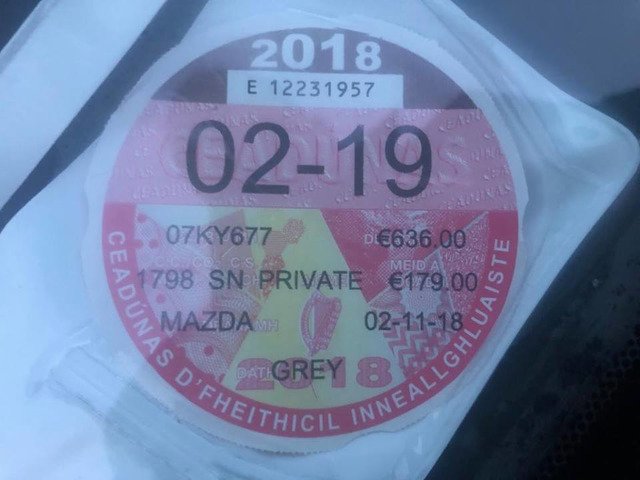 2018
E 12231957
CEADUNAS
02-19
07KY677 €636.00
1798 SN PRIVATE €179.00
MAZDA 02-11-18
2018
GREY
CEADUNAS D'FHEITHICIL INNEALLGHLUAISTE